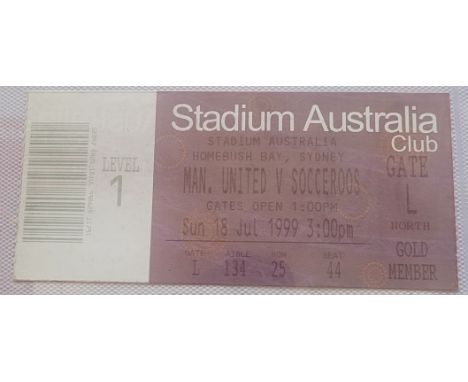 LEVEL
1
Stadium Australia
Club
STADIUM AUSTRALIA
HOMEBUSH BAY, SYDNEY
MAN. UNITED V SOCCEROOS
GATES OPEN 1:00PM
Sun 18 Jul 1999 3:00pm
GATE AISLE ROW SEAT
L 134 25 44
GATE
L
NORTH
GOLD
MEMBER